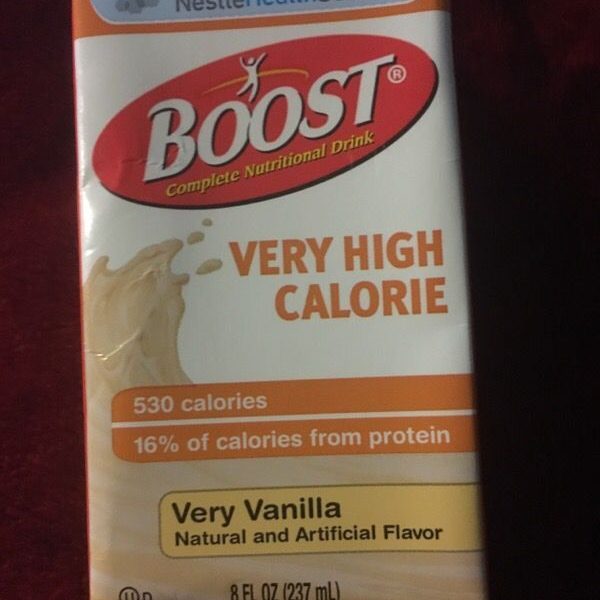 BOOST®
Complete Nutritional Drink
VERY HIGH
CALORIE
530 calories
16% of calories from protein
Very Vanilla
Natural and Artificial Flavor
8 FL OZ (237 mL)